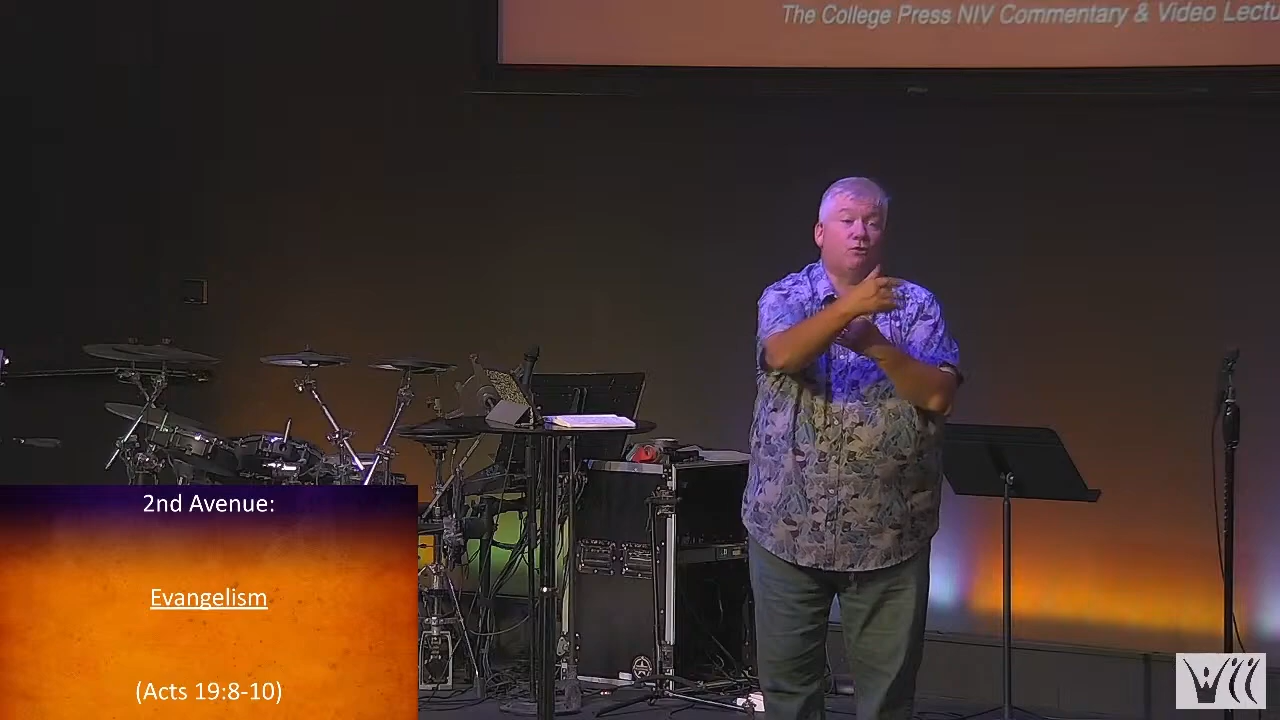 The College Press NIV Commentary & Video Lectu
2nd Avenue:
Evangelism
(Acts 19:8-10)